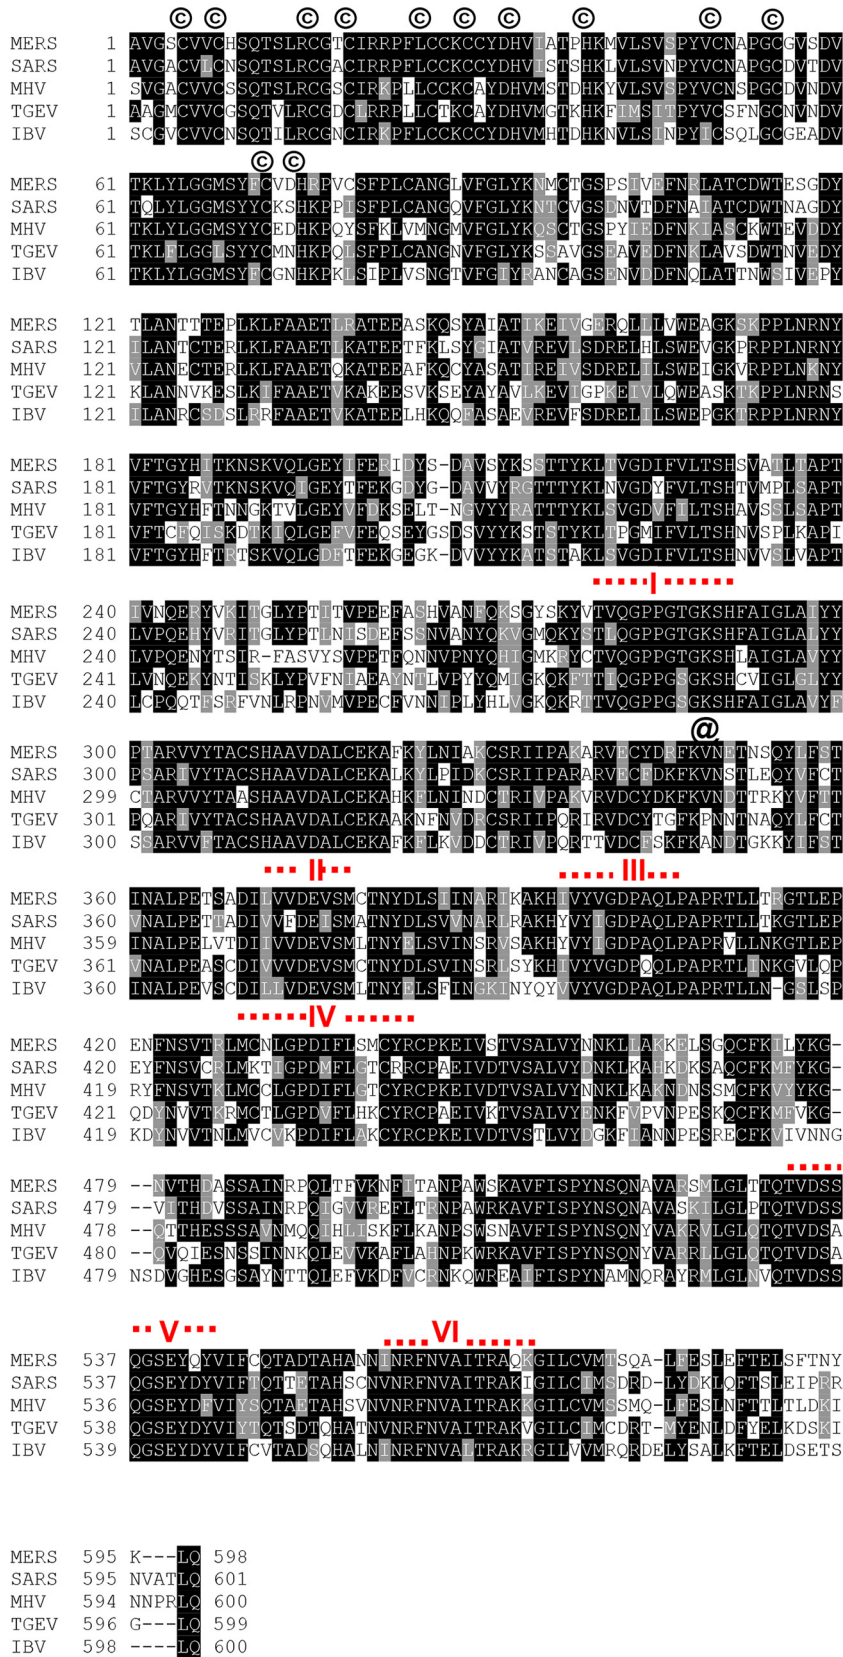 © © © © © © © © © ©
MERS 1 AVGSCVVCHSQTSLRCGTCIRRPFLCCKCCYDHVIATPHKMVLSVSPYVCNAPGCGVSDV
SARS 1 AVGACVLCNSQTSLRCGACIRRPFLCCKCCYDHVISTSHKLVLSVNPYVCNAPGCDVTDV
MHV 1 SVGACVVCSSQTSLRCGSCIRKPLLCCKCAYDHVMSTDHKYVLSVSPYVCNSPGCDVNDV
TGEV 1 AAGMCVVCGSQTVLRCGDCLRRPLLCTKCAYDHVMGTKHKFIMSITPYVCSFNGCNVNDV
IBV 1 SCGVCVVCNSQTILRCGNCIRKPFLCCKCCYDHVMHTDHKNVLSINPYICSQLGCGEADV
© ©
MERS 61 TKLYLGGMSYFCVDHRPVCSFPLCANGLVFGLYKNMCTGSPSIVEFNRLATCDWTESGDY
SARS 61 TQLYLGGMSYYCKSHKPPISFPLCANGQVFGLYKNTCVGSDNVTDFNAIATCDWTNAGDY
MHV 61 TKLYLGGMSYYCEDHKPQYSFKLVMNGMVFGLYKQSCTGSPYIEDFNKIASCKWTEVDDY
TGEV 61 TKLFLGGLSYYCMNHKPQLSFPLCANGNVFGLYKSSAVGSEAVEDFNKLAVSDWTNVEDY
IBV 61 TKLYLGGMSYFCGNHKPKLSIPLVSNGTVFGIYRANCAGSENVDDFNQLATTNWSIVEPY
MERS 121 TLANTTTEPLKLFAAETLRATEEASKQSYAIATIKEIVGERQLLLVWEAGKSKPPLNRNY
SARS 121 ILANTCTERLKLFAAETLKATEETFKLSYGIATVREVLSDRELHLSWEVGKPRPPLNRNY
MHV 121 VLANECTERLKLFAAETQKATEEAFKQCYASATIREIVSDRELILSWEIGKVRPPLNKNY
TGEV 121 KLANNVKESLKIFAAETVKAKEESVKSEYAYAVLKEVIGPKEIVLQWEASKTKPPLNRNS
IBV 121 ILANRCSDSLRRFAAETVKATEELHKQQFASAEVREVFSDRELILSWEPGKTRPPLNRNY
MERS 181 VFTGYHITKNSKVQLGEYIFERIDYS-DAVSYKSSTTYKLTVGDIFVLTSHSVATLTAPT
SARS 181 VFTGYRVTKNSKVQIGEYTFEKGDYG-DAVVYRGTTTYKLNVGDYFVLTSHTVMPLSAPT
MHV 181 VFTGYHFTNNGKTVLGEYVFDKSELT-NGVYYRATTTYKLSVGDVFILTSHAVSSLSAPT
TGEV 181 VFTCFQISKDTKIQLGEFVFEQSEYGSDSVYYKSTSTYKLTPGMIFVLTSHNVSPLKAPI
IBV 181 VFTGYHFTRTSKVQLGDFTFEKGEGK-DVVYYKATSTAKLSVGDIFVLTSHNVVSLVAPT
I
MERS 240 IVNQERYVKITGLYPTITVPEEFASHVANFQKSGYSKYVTVQGPPGTGKSHFAIGLAIYY
SARS 240 LVPQEHYVRITGLYPTLNISDEFSSNVANYQKVGMQKYSTLQGPPGTGKSHFAIGLALYY
MHV 240 LVPQENYTSIR-FASVYSVPETFQNNVPNYQHIGMKRYCTVQGPPGTGKSHLAIGLAVYY
TGEV 241 LVNQEKYNTISKLYPVFNIAEAYNTLVPYYQMIGKQKFTTIQGPPGSGKSHCVIGLGLYY
IBV 240 LCPQQTFSRFVNLRPNVMVPECFVNNIPLYHLVGKQKRTTVQGPPGSGKSHFAIGLAVYF
@
MERS 300 PTARVVYTACSHAAVDALCEKAFKYLNIAKCSRIIPAKARVECYDRFKVNETNSQYLFST
SARS 300 PSARIVYTACSHAAVDALCEKALKYLPIDKCSRIIPARARVECFDKFKVNSTLEQYVFCT
MHV 299 CTARVVYTAASHAAVDALCEKAHKFLNINDCTRIVPAKVRVDCYDKFKVNDTTRKYVFTT
TGEV 301 PQARIVYTACSHAAVDALCEKAAKNFNVDRCSRIIPQRIRVDCYTGFKPNNTNAQYLFCT
IBV 300 SSARVVFTACSHAAVDALCEKAFKFLKVDDCTRIVPQRTTVDCFSKFKANDTGKKYIFST
II III
MERS 360 INALPETSADILVVDEVSMCTNYDLSIINARIKAKHIVYVGDPAQLPAPRTLLTRGTLEP
SARS 360 VNALPETTADIVVFDEISMATNYDLSVVNARLRAKHYVYIGDPAQLPAPRTLLTKGTLEP
MHV 359 INALPELVTDIIVVDEVSMLTNYELSVINSRVSAKHYVYIGDPAQLPAPRVLLNKGTLEP
TGEV 361 VNALPEASCDIVVVDEVSMCTNYDLSVINSRLSYKHIVYVGDPQQLPAPRTLINKGVLQP
IBV 360 INALPEVSCDILLVDEVSMLTNYELSFINGKINYQYVVYVGDPAQLPAPRTLLN-GSLSP
IV
MERS 420 ENFNSVTRLMCNLGPDIFLSMCYRCPKEIVSTVSALVYNNKLLAKKELSGQCFKILYKG-
SARS 420 EYFNSVCRLMKTIGPDMFLGTCRRCPAEIVDTVSALVYDNKLKAHKDKSAQCFKMFYKG-
MHV 419 RYFNSVTKLMCCLGPDIFLGTCYRCPKEIVDTVSALVYNNKLKAKNDNSSMCFKVYYKG-
TGEV 421 QDYNVVTKRMCTLGPDVFLHKCYRCPAEIVKTVSALVYENKFVPVNPESKQCFKMFVKG-
IBV 419 KDYNVVTNLMVCVKPDIFLAKCYRCPKEIVDTVSTLVYDGKFIANNPESRECFKVIVNNG
MERS 479 --NVTHDASSAINRPQLTFVKNFITANPAWSKAVFISPYNSQNAVARSMLGLTTQTVDSS
SARS 479 --VITHDVSSAINRPQIGVVREFLTRNPAWRKAVFISPYNSQNAVASKILGLPTQTVDSS
MHV 478 --QTTHESSSAVNMQQIHLISKFLKANPSWSNAVFISPYNSQNYVAKRVLGLQTQTVDSA
TGEV 480 --QVQIESNSSINNKQLEVVKAFLAHNPKWRKAVFISPYNSQNYVARRLLGLQTQTVDSA
IBV 479 NSDVGHESGSAYNTTQLEFVKDFVCRNKQWREAIFISPYNAMNQRAYRMLGLNVQTVDSS
V VI
MERS 537 QGSEYQYVIFCQTADTAHANNINRFNVAITRAQKGILCVMTSQA-LFESLEFTELSFTNY
SARS 537 QGSEYDYVIFTQTTETAHSCNVNRFNVAITRAKIGILCIMSDRD-LYDKLQFTSLEIPRR
MHV 536 QGSEYDFVIYSQTAETAHSVNVNRFNVAITRAKKGILCVMSSMQ-LFESLNFTTLTLDKI
TGEV 538 QGSEYDYVIYTQTSDTQHATNVNRFNVAITRAKVGILCIMCDRT-MYENLDFYELKDSKI
IBV 539 QGSEYDYVIFCVTADSQHALNINRFNVALTRAKRGILVVMRQRDELYSALKFTELDSETS
MERS 595 K---LQ 598
SARS 595 NVATLQ 601
MHV 594 NNPRLQ 600
TGEV 596 G---LQ 599
IBV 598 ----LQ 600